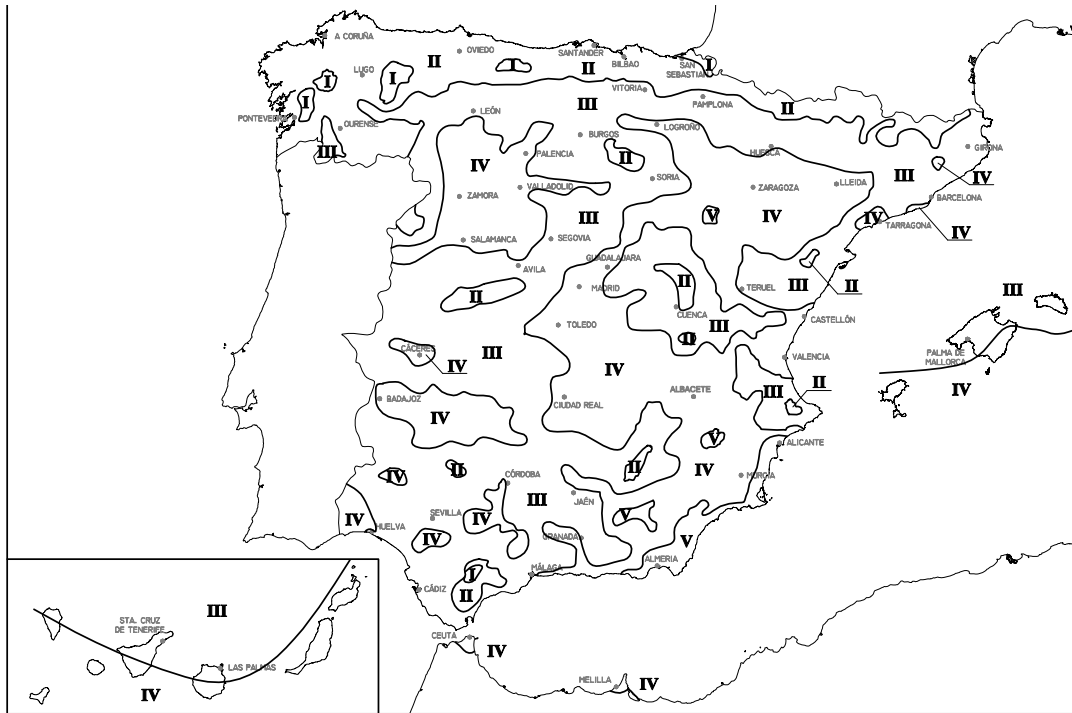 A CORUÑA
OVIEDO
SANTANDER
BILBAO
SAN
SEBASTIAN
I
II
I
II
LUGO
I
I
I
VITORIA
PAMPLONA
II
III
LEÓN
PONTEVEDRA
OURENSE
III
BURGOS
LOGROÑO
HUESCA
GIRONA
IV
PALENCIA
II
III
IV
ZAMORA
VALLADOLID
SORIA
ZARAGOZA
LLEIDA
BARCELONA
III
V
IV
IV
TARRAGONA
IV
SALAMANCA
SEGOVIA
GUADALAJARA
AVILA
II
MADRID
II
TERUEL
III
II
III
CUENCA
CASTELLÓN
TOLEDO
III
II
CÁCERES
IV
III
IV
VALENCIA
PALMA DE
MALLORCA
IV
BADAJOZ
IV
CIUDAD REAL
ALBACETE
III
II
V
ALICANTE
IV
II
II
IV
MURCIA
CÓRDOBA
III
JAÉN
SEVILLA
IV
HUELVA
IV
IV
V
GRANADA
V
MÁLAGA
ALMERIA
I
II
CÁDIZ
CEUTA
IV
MELILLA
IV
III
STA. CRUZ
DE TENERIFE
LAS PALMAS
IV